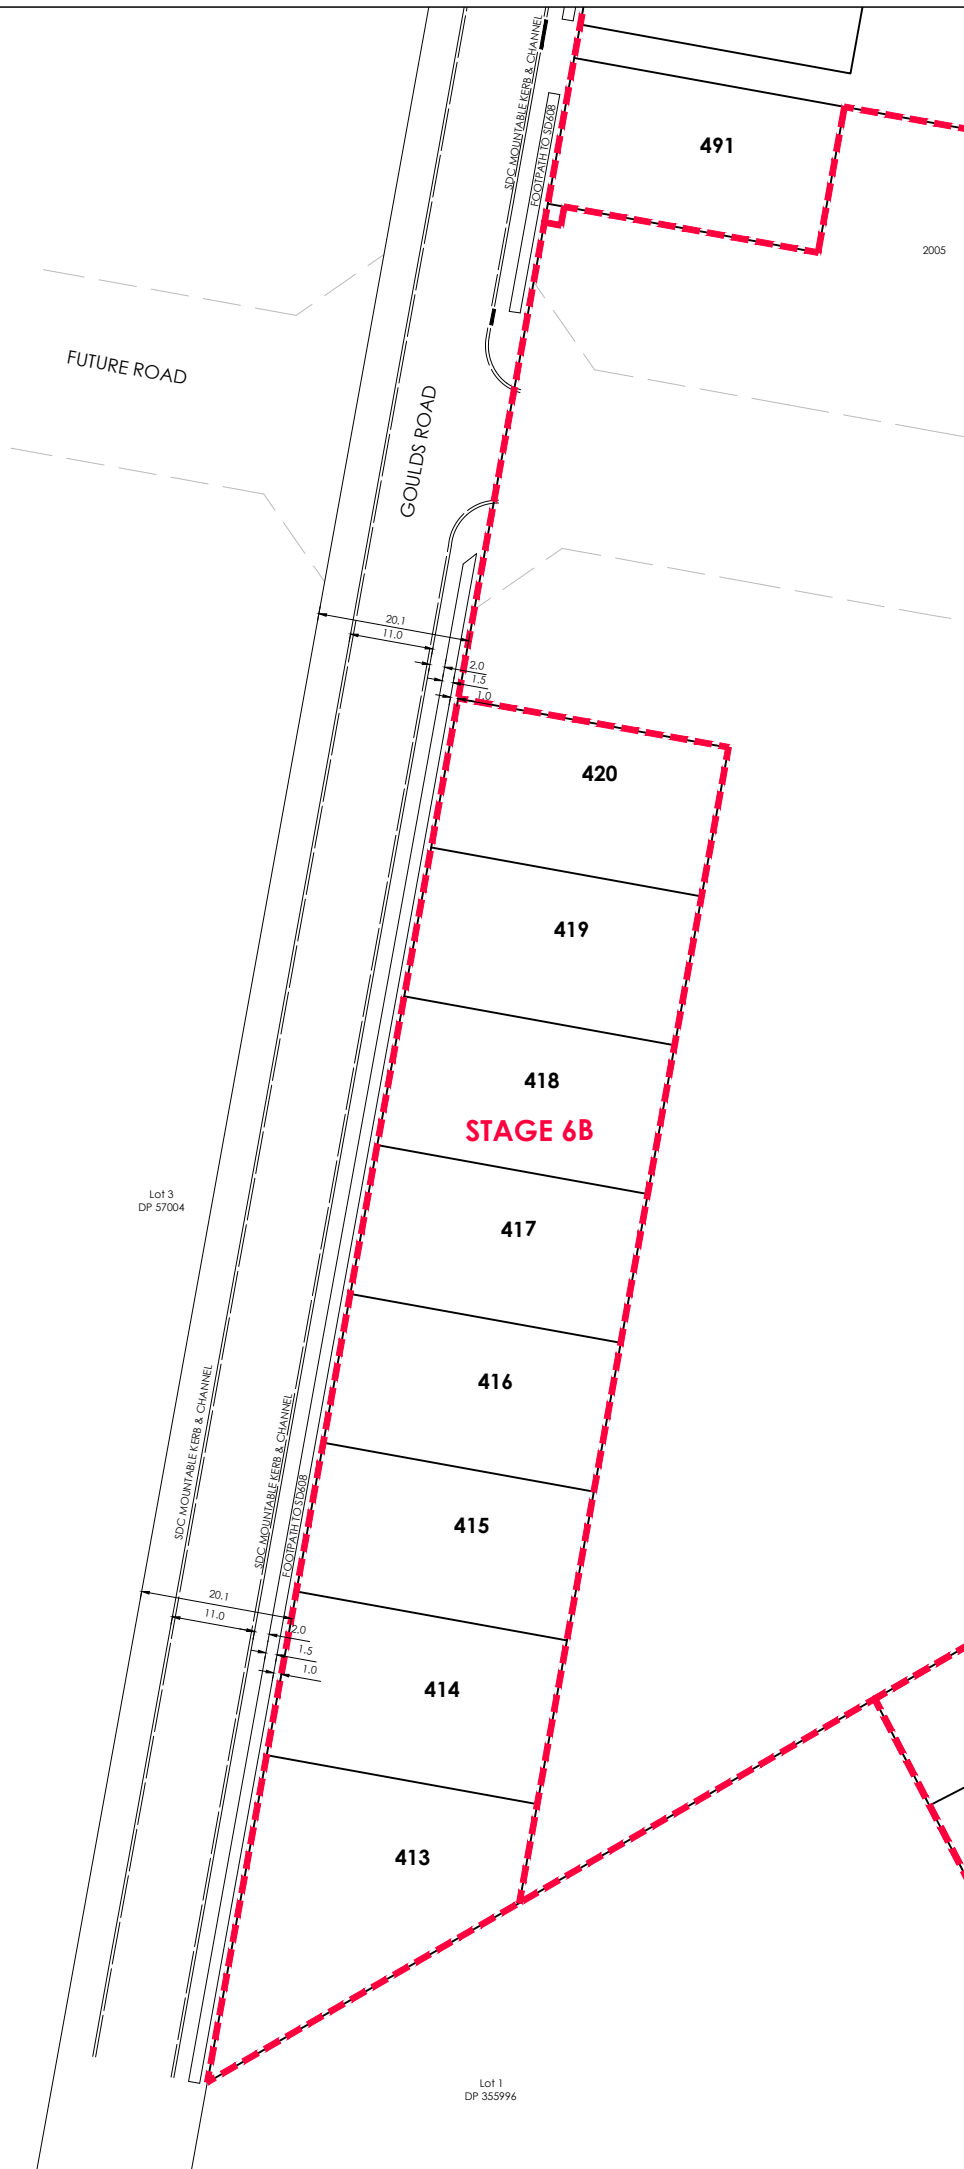 SDC MOUNTABLE KERB & CHANNEL
FOOTPATH TO SD608
491
2005
FUTURE ROAD
GOULDS ROAD
20.1
11.0
2.0
1.5
1.0
420
419
418
STAGE 6B
Lot 3
DP 57004
417
416
SDC MOUNTABLE KERB & CHANNEL
SDC MOUNTABLE KERB & CHANNEL
FOOTPATH TO SD608
415
20.1
11.0
2.0
1.5
1.0
414
413
Lot 1
DP 355996